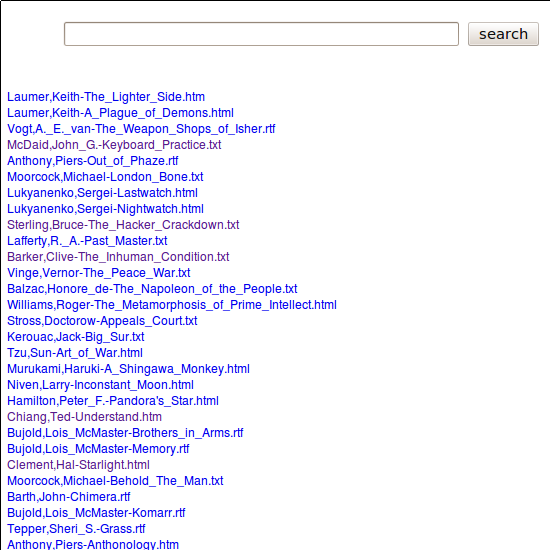 search
Laumer,Keith-The_Lighter_Side.htm
Laumer,Keith-A_Plague_of_Demons.html
Vogt,A._E._van-The_Weapon_Shops_of_Isher.rtf
McDaid,John_G.-Keyboard_Practice.txt
Anthony,Piers-Out_of_Phaze.rtf
Moorcock,Michael-London_Bone.txt
Lukyanenko,Sergei-Lastwatch.html
Lukyanenko,Sergei-Nightwatch.html
Sterling,Bruce-The_Hacker_Crackdown.txt
Lafferty,R._A.-Past_Master.txt
Barker,Clive-The_Inhuman_Condition.txt
Vinge,Vernor-The_Peace_War.txt
Balzac,Honore_de-The_Napoleon_of_the_People.txt
Williams,Roger-The_Metamorphosis_of_Prime_Intellect.html
Stross,Doctorow-Appeals_Court.txt
Kerouac,Jack-Big_Sur.txt
Tzu,Sun-Art_of_War.html
Murukami,Haruki-A_Shingawa_Monkey.html
Niven,Larry-Inconstant_Moon.html
Hamilton,Peter_F.-Pandora's_Star.html
Chiang,Ted-Understand.htm
Bujold,Lois_McMaster-Brothers_in_Arms.rtf
Bujold,Lois_McMaster-Memory.rtf
Clement,Hal-Starlight.html
Moorcock,Michael-Behold_The_Man.txt
Barth,John-Chimera.rtf
Bujold,Lois_McMaster-Komarr.rtf
Tepper,Sheri_S.-Grass.rtf
Anthony,Piers-Anthonology.htm